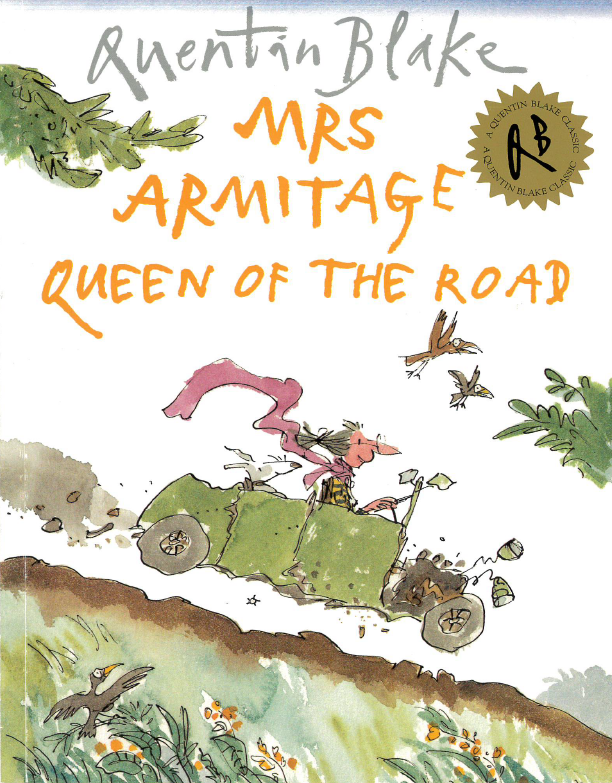 Quentin Blake
MRS
ARMITAGE
QUEEN OF THE ROAD
A QUENTIN BLAKE CLASSIC
QB
A QUENTIN BLAKE CLASSIC